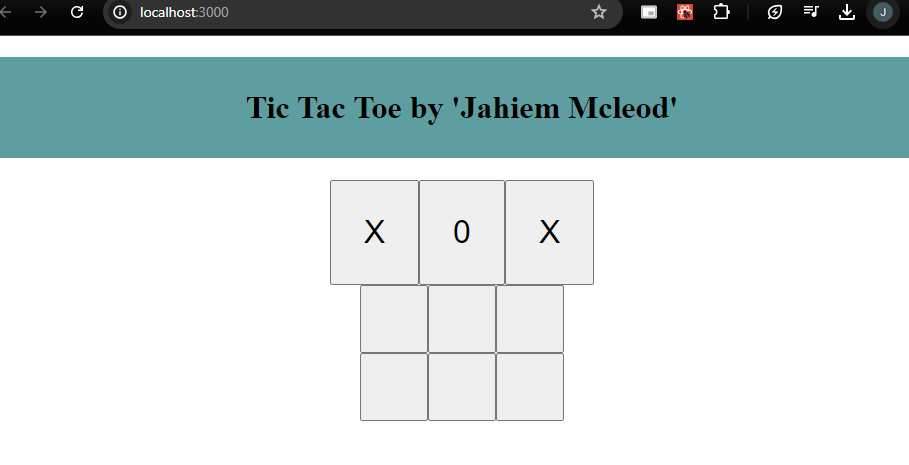 localhost:3000
J
Tic Tac Toe by 'Jahiem Mcleod'
X 0 X